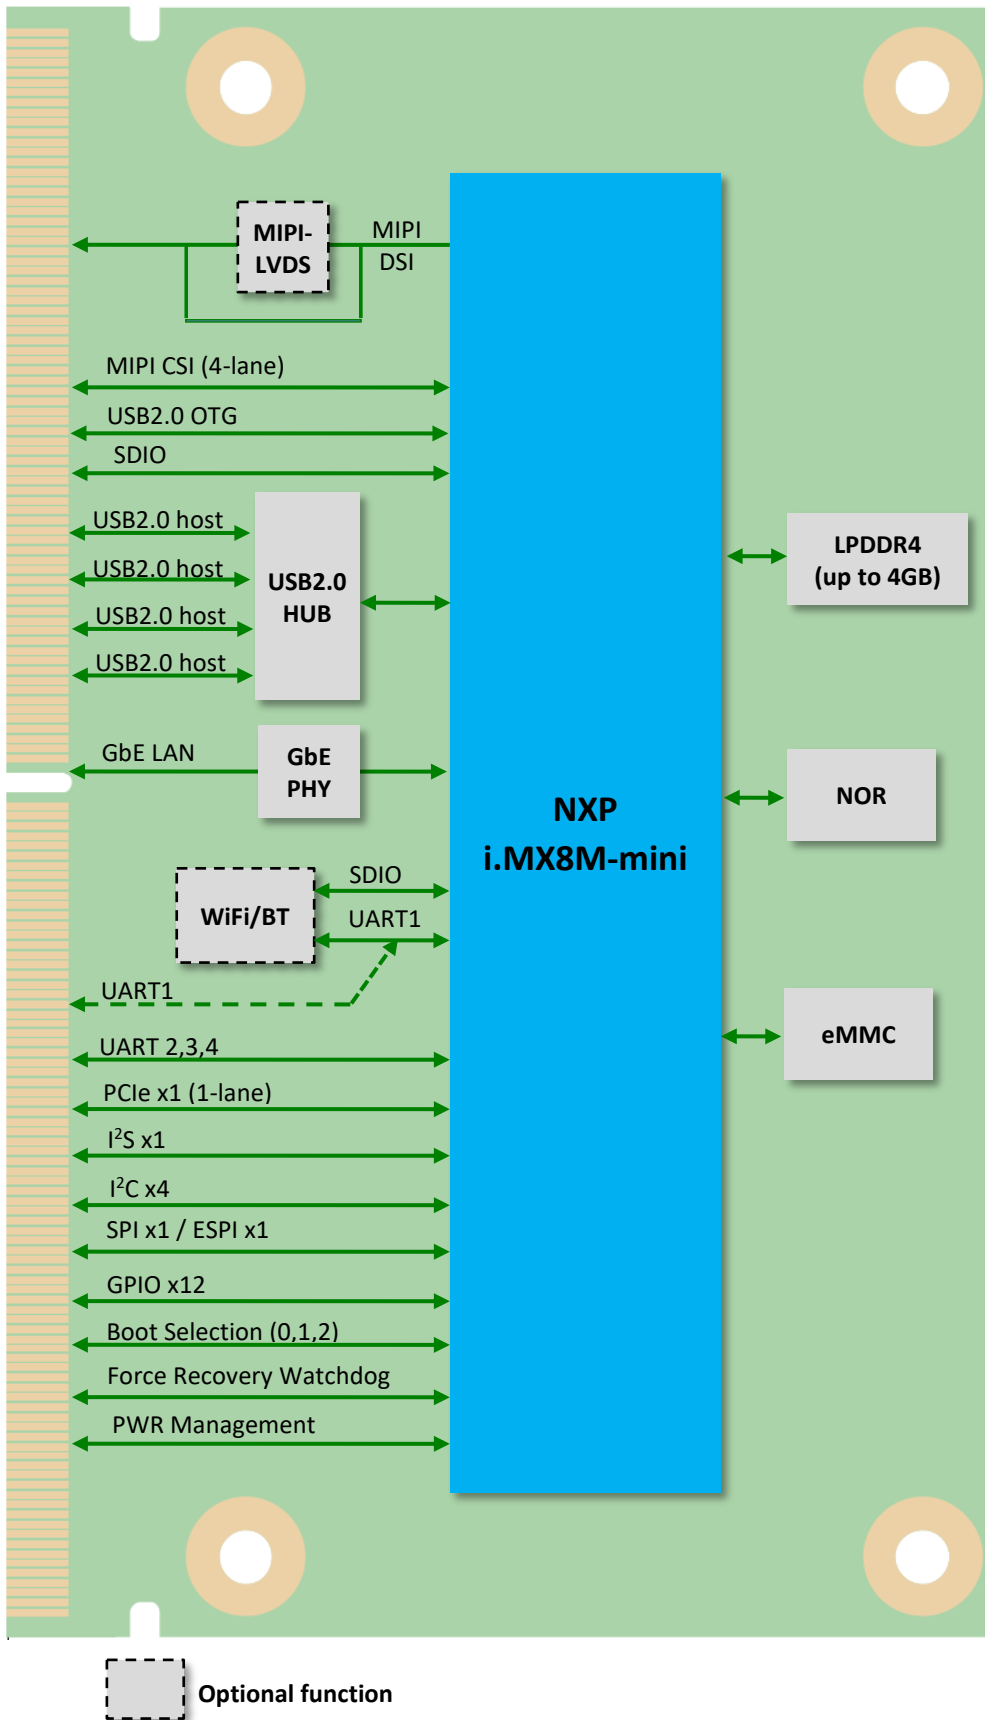 MIPI-
LVDS
MIPI
DSI
MIPI CSI (4-lane)
USB2.0 OTG
SDIO
USB2.0 host
USB2.0 host
USB2.0 host
USB2.0 host
USB2.0
HUB
LPDDR4
(up to 4GB)
GbE LAN
GbE
PHY
NXP
i.MX8M-mini
NOR
SDIO
WiFi/BT
UART1
UART1
eMMC
UART 2,3,4
PCIe x1 (1-lane)
I²S x1
I²C x4
SPI x1 / ESPI x1
GPIO x12
Boot Selection (0,1,2)
Force Recovery Watchdog
PWR Management
Optional function